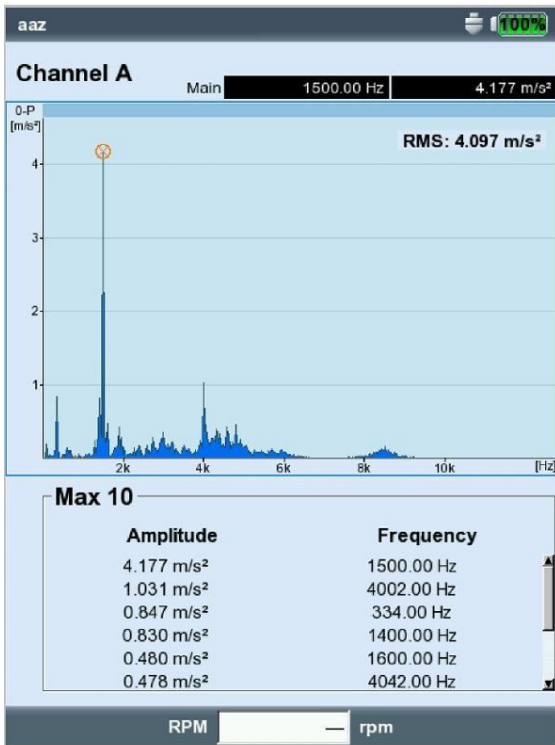 aaz 100%
Channel A Main 1500.00 Hz 4.177 m/s²
0-P
[m/s²]
RMS: 4.097 m/s²
4
3
2
1
2k 4k 6k 8k 10k [Hz]
Max 10
Amplitude Frequency
4.177 m/s² 1500.00 Hz
1.031 m/s² 4002.00 Hz
0.847 m/s² 334.00 Hz
0.830 m/s² 1400.00 Hz
0.480 m/s² 1600.00 Hz
0.478 m/s² 4042.00 Hz
RPM — rpm